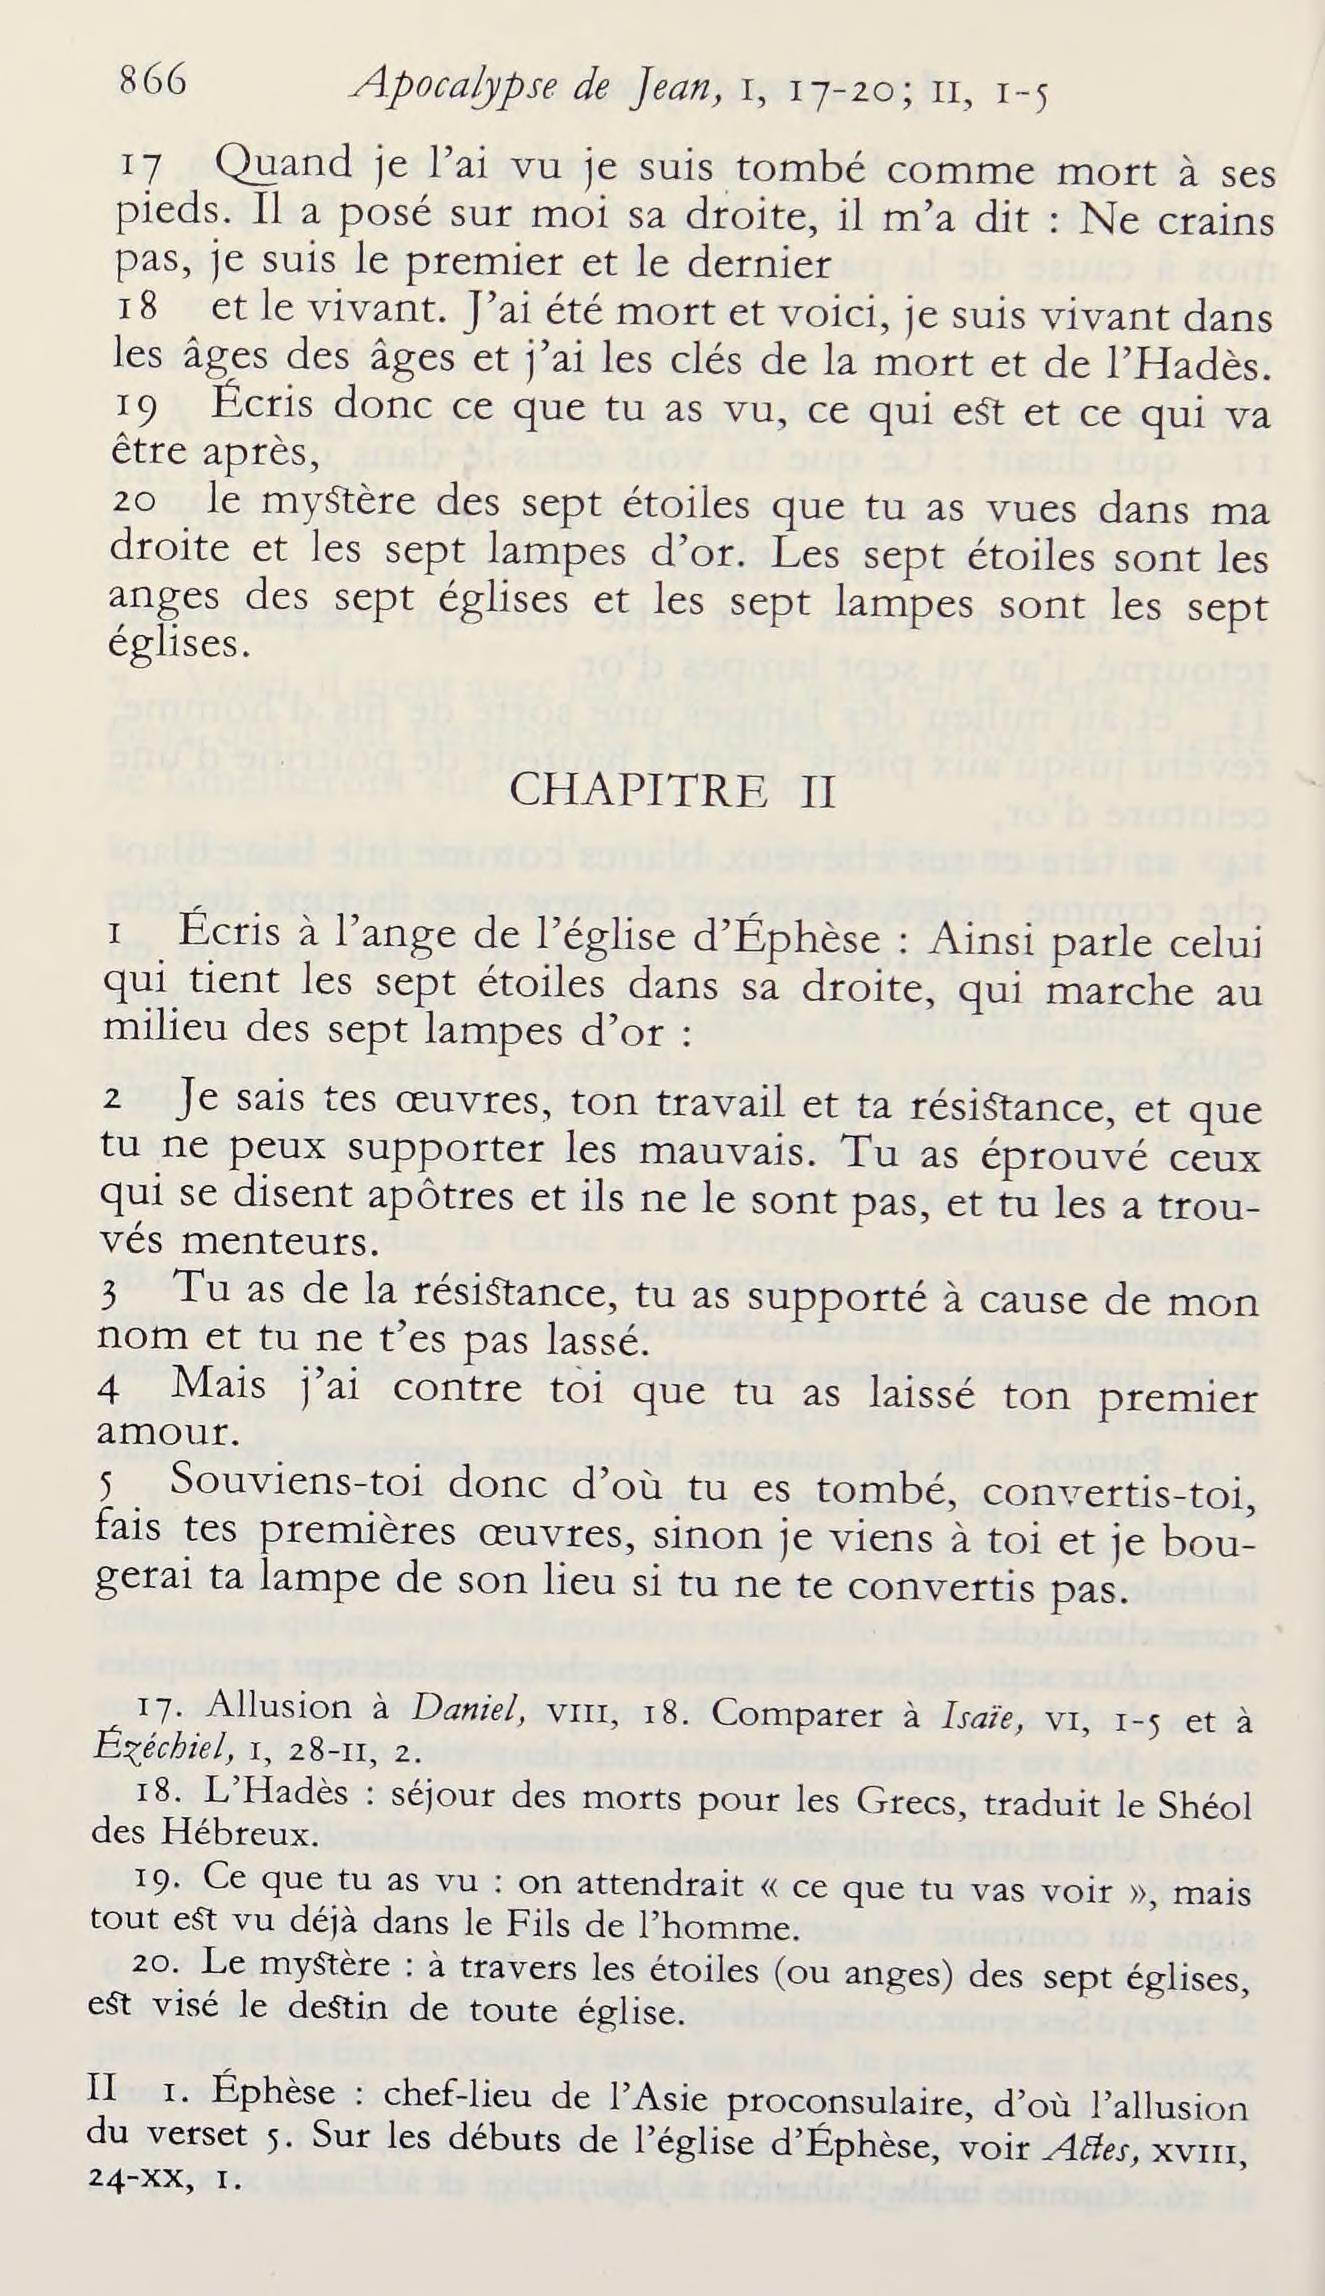 866 Apocalypse de Jean, I, 17-20; II, 1-5
17 Quand je l’ai vu je suis tombé comme mort à ses
pieds. Il a posé sur moi sa droite, il m’a dit : Ne crains
pas, je suis le premier et le dernier
18 et le vivant. J’ai été mort et voici, je suis vivant dans
les âges des âges et j’ai les clés de la mort et de l’Hadès.
19 Écris donc ce que tu as vu, ce qui est et ce qui va
être après,
20 le mystère des sept étoiles que tu as vues dans ma
droite et les sept lampes d’or. Les sept étoiles sont les
anges des sept églises et les sept lampes sont les sept
églises.
CHAPITRE II
1 Écris à l’ange de l’église d’Éphèse : Ainsi parle celui
qui tient les sept étoiles dans sa droite, qui marche au
milieu des sept lampes d’or :
2 Je sais tes œuvres, ton travail et ta résistance, et que
tu ne peux supporter les mauvais. Tu as éprouvé ceux
qui se disent apôtres et ils ne le sont pas, et tu les a trou-
vés menteurs.
3 Tu as de la résistance, tu as supporté à cause de mon
nom et tu ne t’es pas lassé.
4 Mais j’ai contre toi que tu as laissé ton premier
amour.
5 Souviens-toi donc d’où tu es tombé, convertis-toi,
fais tes premières œuvres, sinon je viens à toi et je bou-
gerai ta lampe de son lieu si tu ne te convertis pas.
17. Allusion à Daniel, VIII, 18. Comparer à Isaïe, VI, 1-5 et à
Ézéchiel, I, 28-II, 2.
18. L’Hadès : séjour des morts pour les Grecs, traduit le Shéol
des Hébreux.
19. Ce que tu as vu : on attendrait « ce que tu vas voir », mais
tout est vu déjà dans le Fils de l’homme.
20. Le mystère : à travers les étoiles (ou anges) des sept églises,
est visé le destin de toute église.
II 1. Éphèse : chef-lieu de l’Asie proconsulaire, d’où l’allusion
du verset 5. Sur les débuts de l’église d’Éphèse, voir Actes, XVIII,
24-XX, 1.